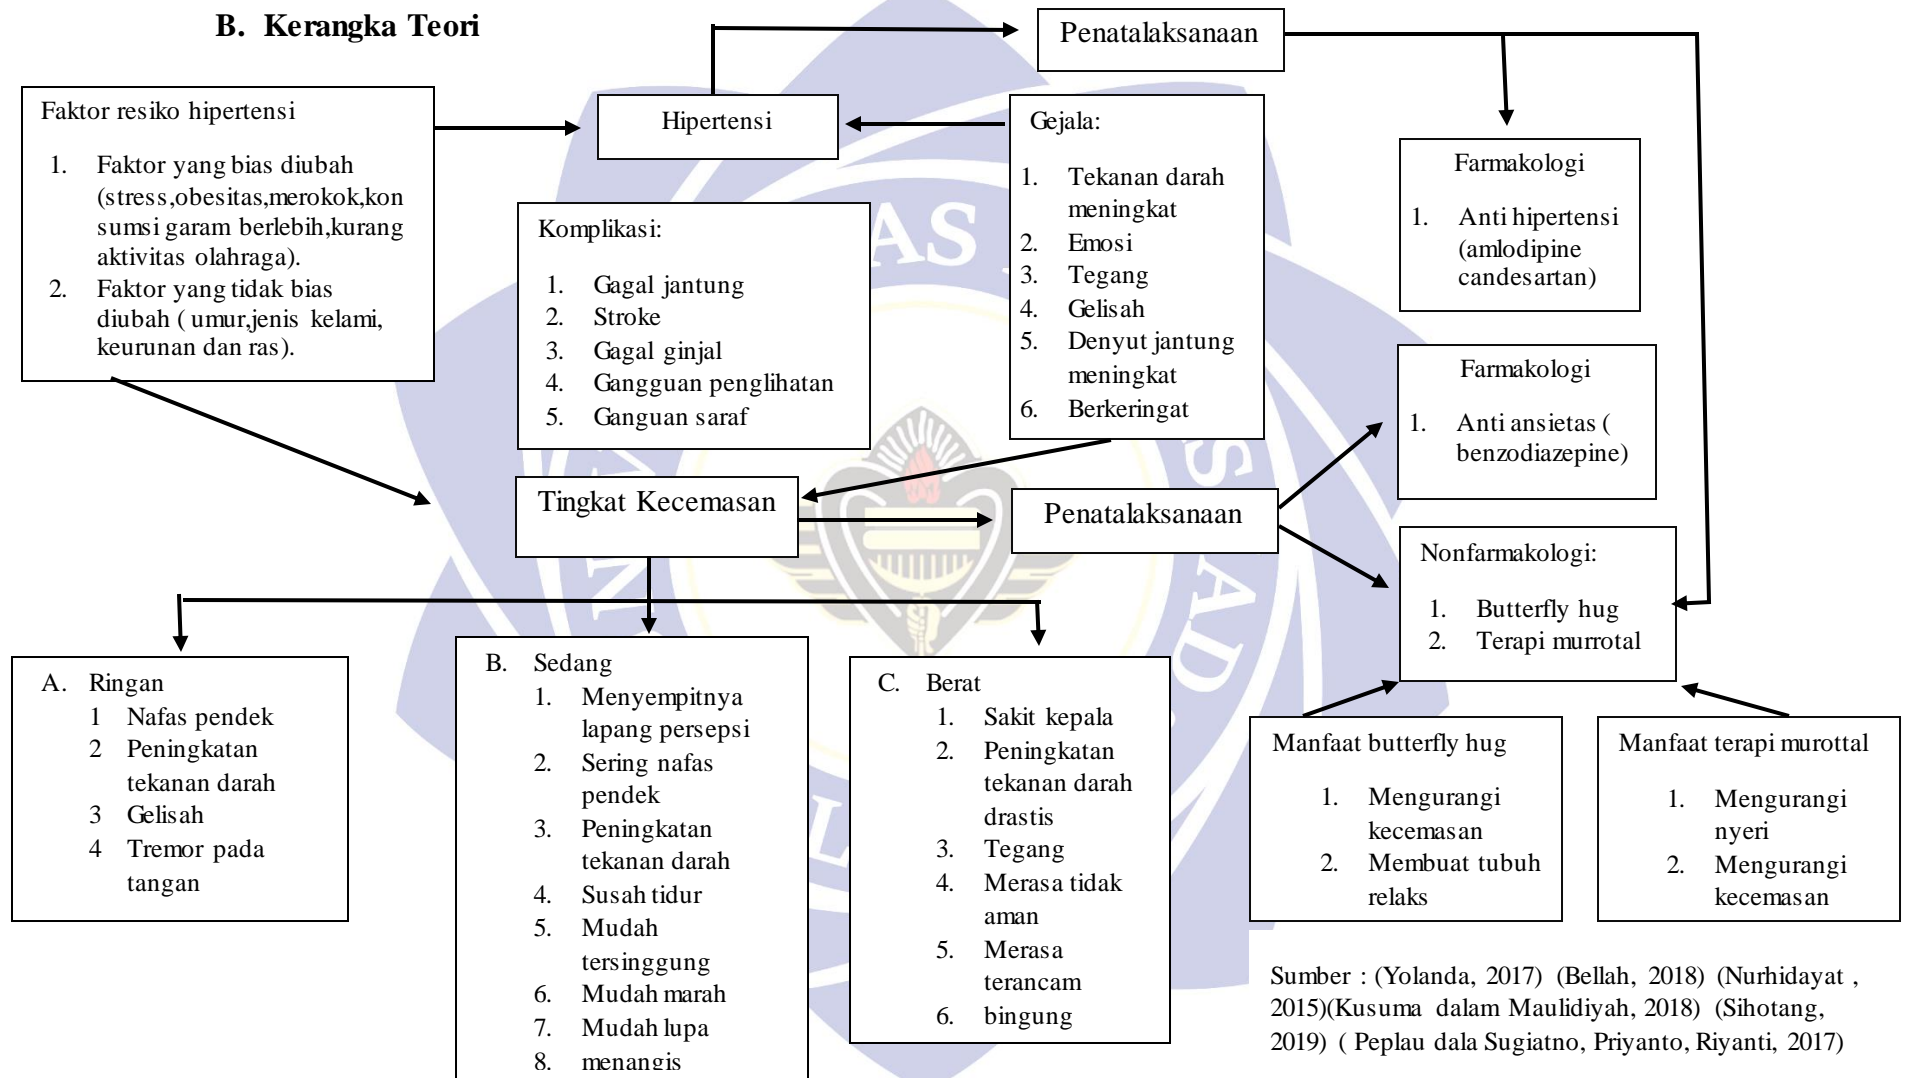 B. Kerangka Teori
Penatalaksanaan
Faktor resiko hipertensi
1. Faktor yang bias diubah
(stress,obesitas,merokok,kon
sumsi garam berlebih,kurang
aktivitas olahraga).
2. Faktor yang tidak bias
diubah ( umur,jenis kelami,
keurunan dan ras).
Hipertensi
Gejala:
1. Tekanan darah
meningkat
2. Emosi
3. Tegang
4. Gelisah
5. Denyut jantung
meningkat
6. Berkeringat
Farmakologi
1. Anti hipertensi
(amlodipine
candesartan)
Komplikasi:
1. Gagal jantung
2. Stroke
3. Gagal ginjal
4. Gangguan penglihatan
5. Ganguan saraf
Farmakologi
1. Anti ansietas (
benzodiazepine)
Tingkat Kecemasan
Penatalaksanaan
Nonfarmakologi:
1. Butterfly hug
2. Terapi murrotal
A. Ringan
1 Nafas pendek
2 Peningkatan
tekanan darah
3 Gelisah
4 Tremor pada
tangan
B. Sedang
1. Menyempitnya
lapang persepsi
2. Sering nafas
pendek
3. Peningkatan
tekanan darah
4. Susah tidur
5. Mudah
tersinggung
6. Mudah marah
7. Mudah lupa
8. menangis
C. Berat
1. Sakit kepala
2. Peningkatan
tekanan darah
drastis
3. Tegang
4. Merasa tidak
aman
5. Merasa
terancam
6. bingung
Manfaat butterfly hug
1. Mengurangi
kecemasan
2. Membuat tubuh
relaks
Manfaat terapi murottal
1. Mengurangi
nyeri
2. Mengurangi
kecemasan
Sumber : (Yolanda, 2017) (Bellah, 2018) (Nurhidayat ,
2015)(Kusuma dalam Maulidiyah, 2018) (Sihotang,
2019) ( Peplau dala Sugiatno, Priyanto, Riyanti, 2017)